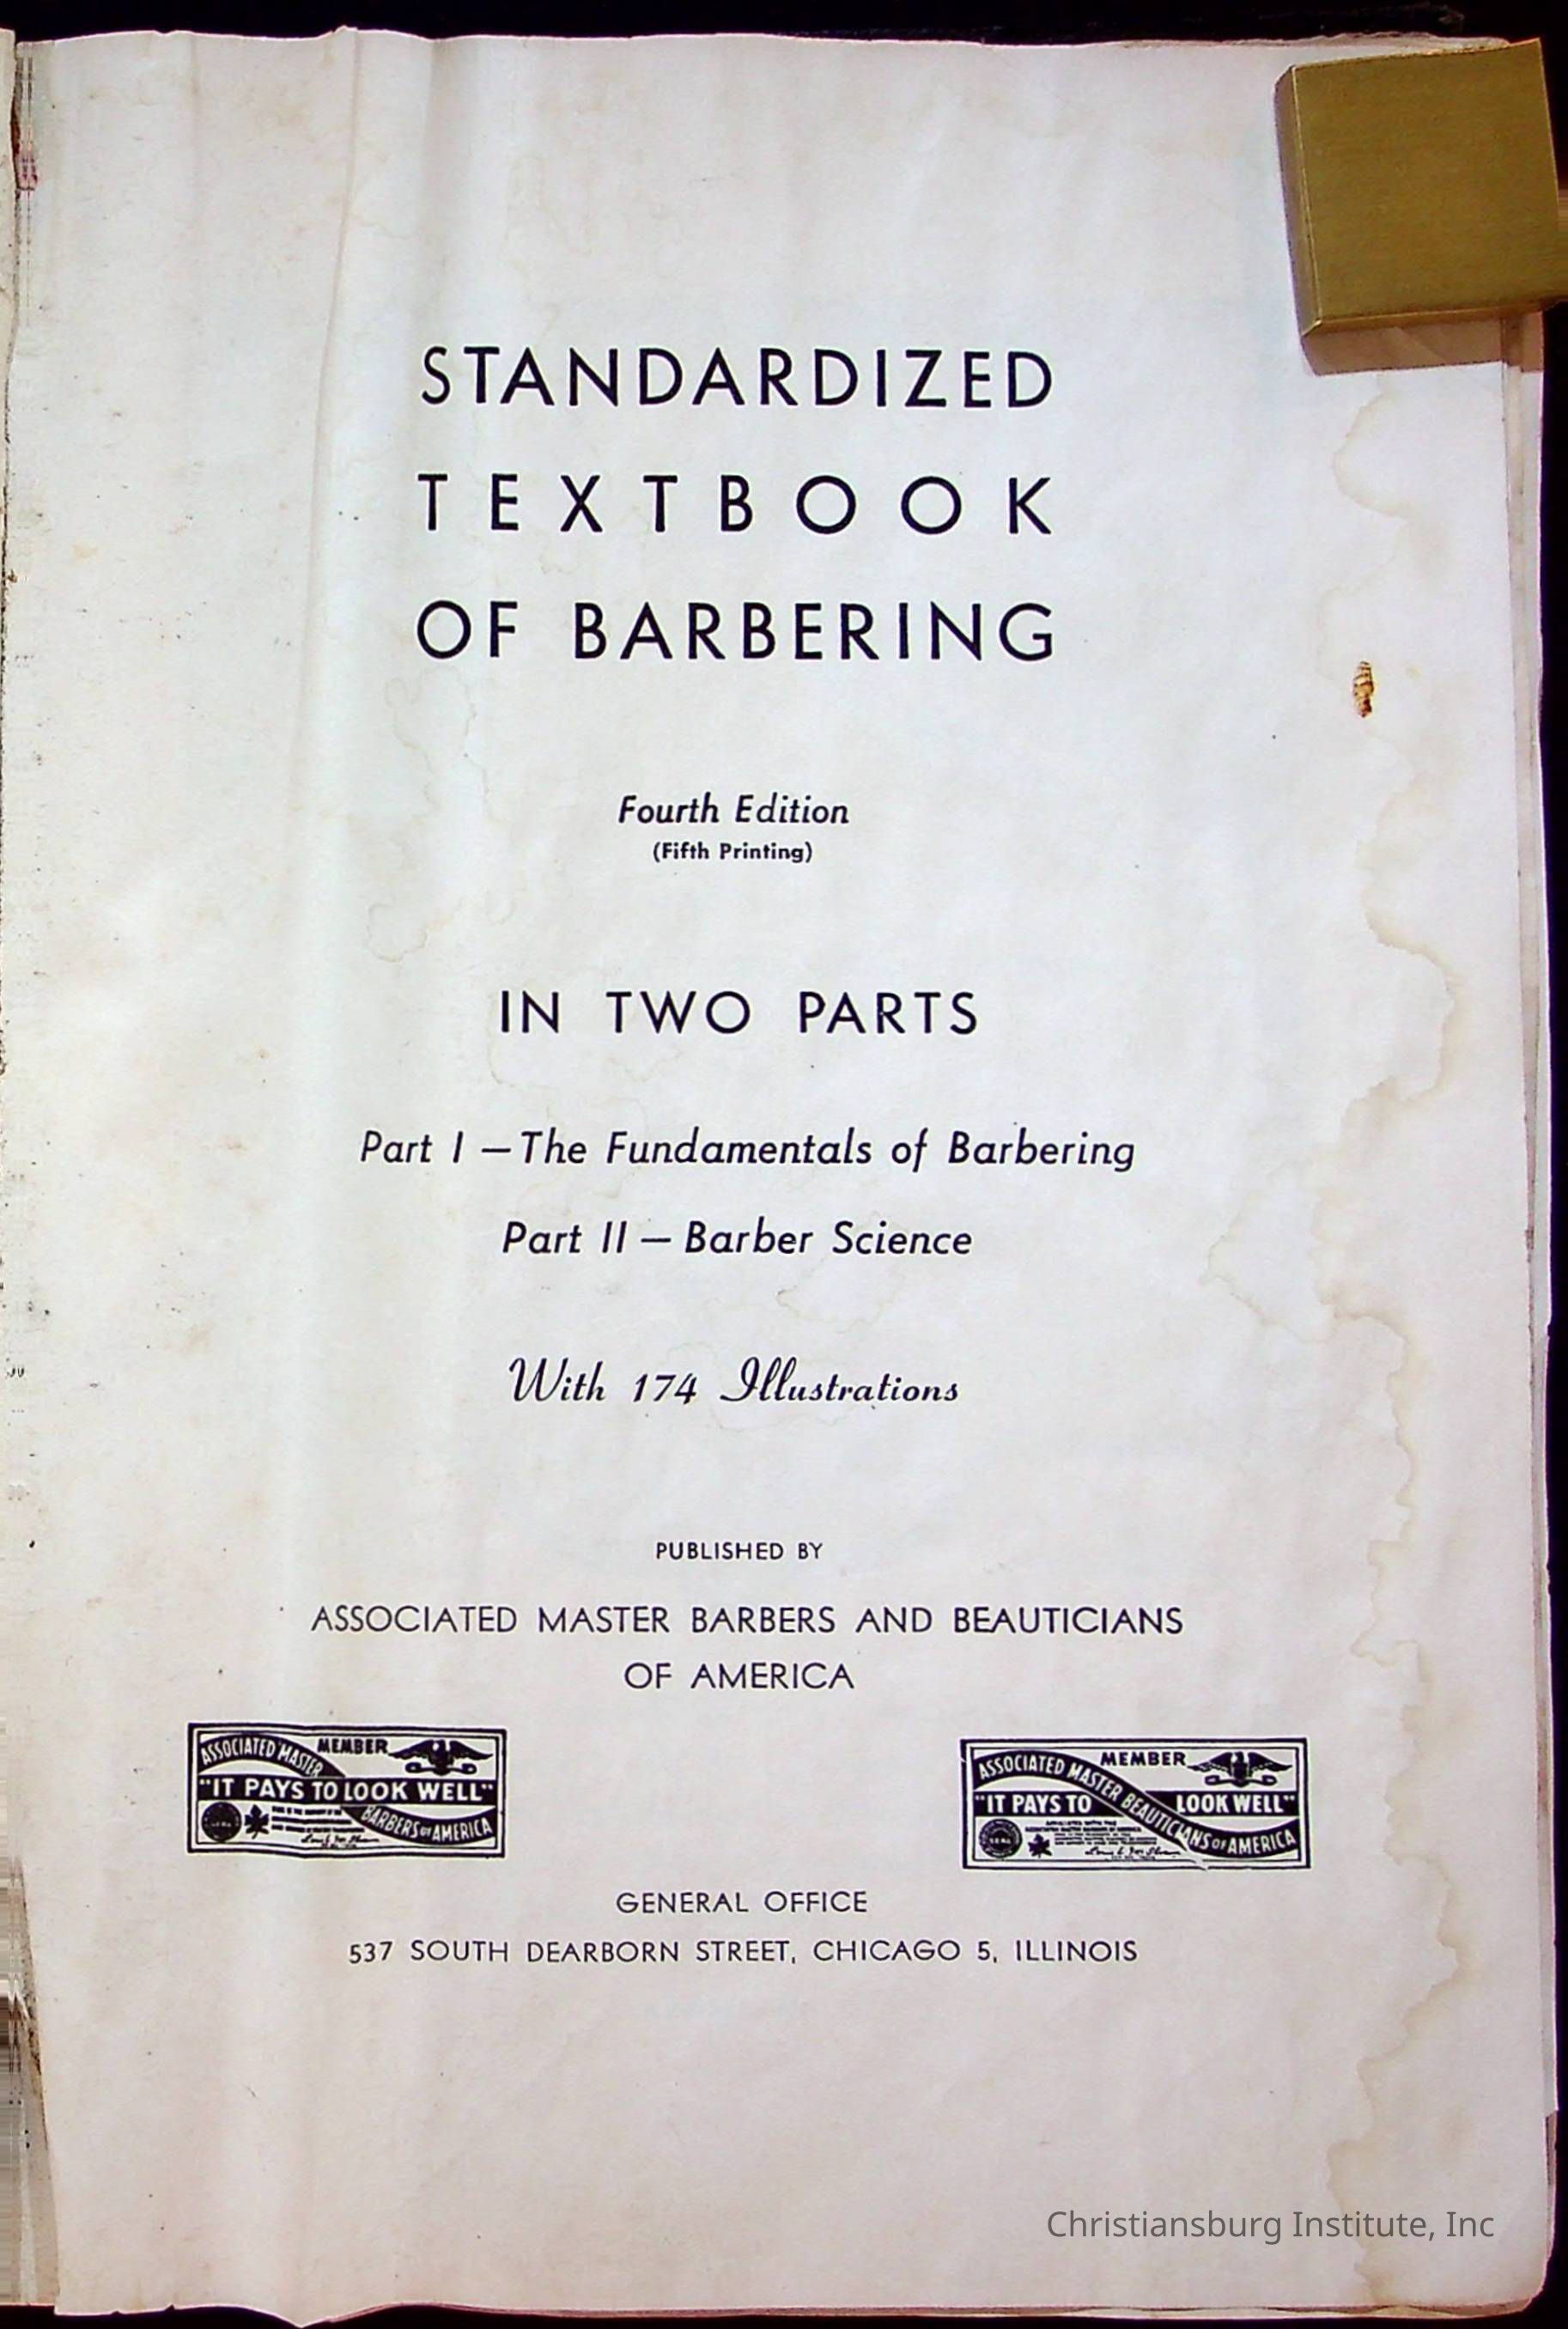 STANDARDIZED
TEXTBOOK
OF BARBERING
Fourth Edition
(Fifth Printing)
IN TWO PARTS
Part I — The Fundamentals of Barbering
Part II — Barber Science
With 174 Illustrations
PUBLISHED BY
ASSOCIATED MASTER BARBERS AND BEAUTICIANS
OF AMERICA
ASSOCIATED MASTER
MEMBER
"IT PAYS TO LOOK WELL"
BARBERS OF AMERICA
ASSOCIATED MASTER BEAUTICIANS OF AMERICA
MEMBER
"IT PAYS TO LOOK WELL"
GENERAL OFFICE
537 SOUTH DEARBORN STREET, CHICAGO 5, ILLINOIS
Christiansburg Institute, Inc